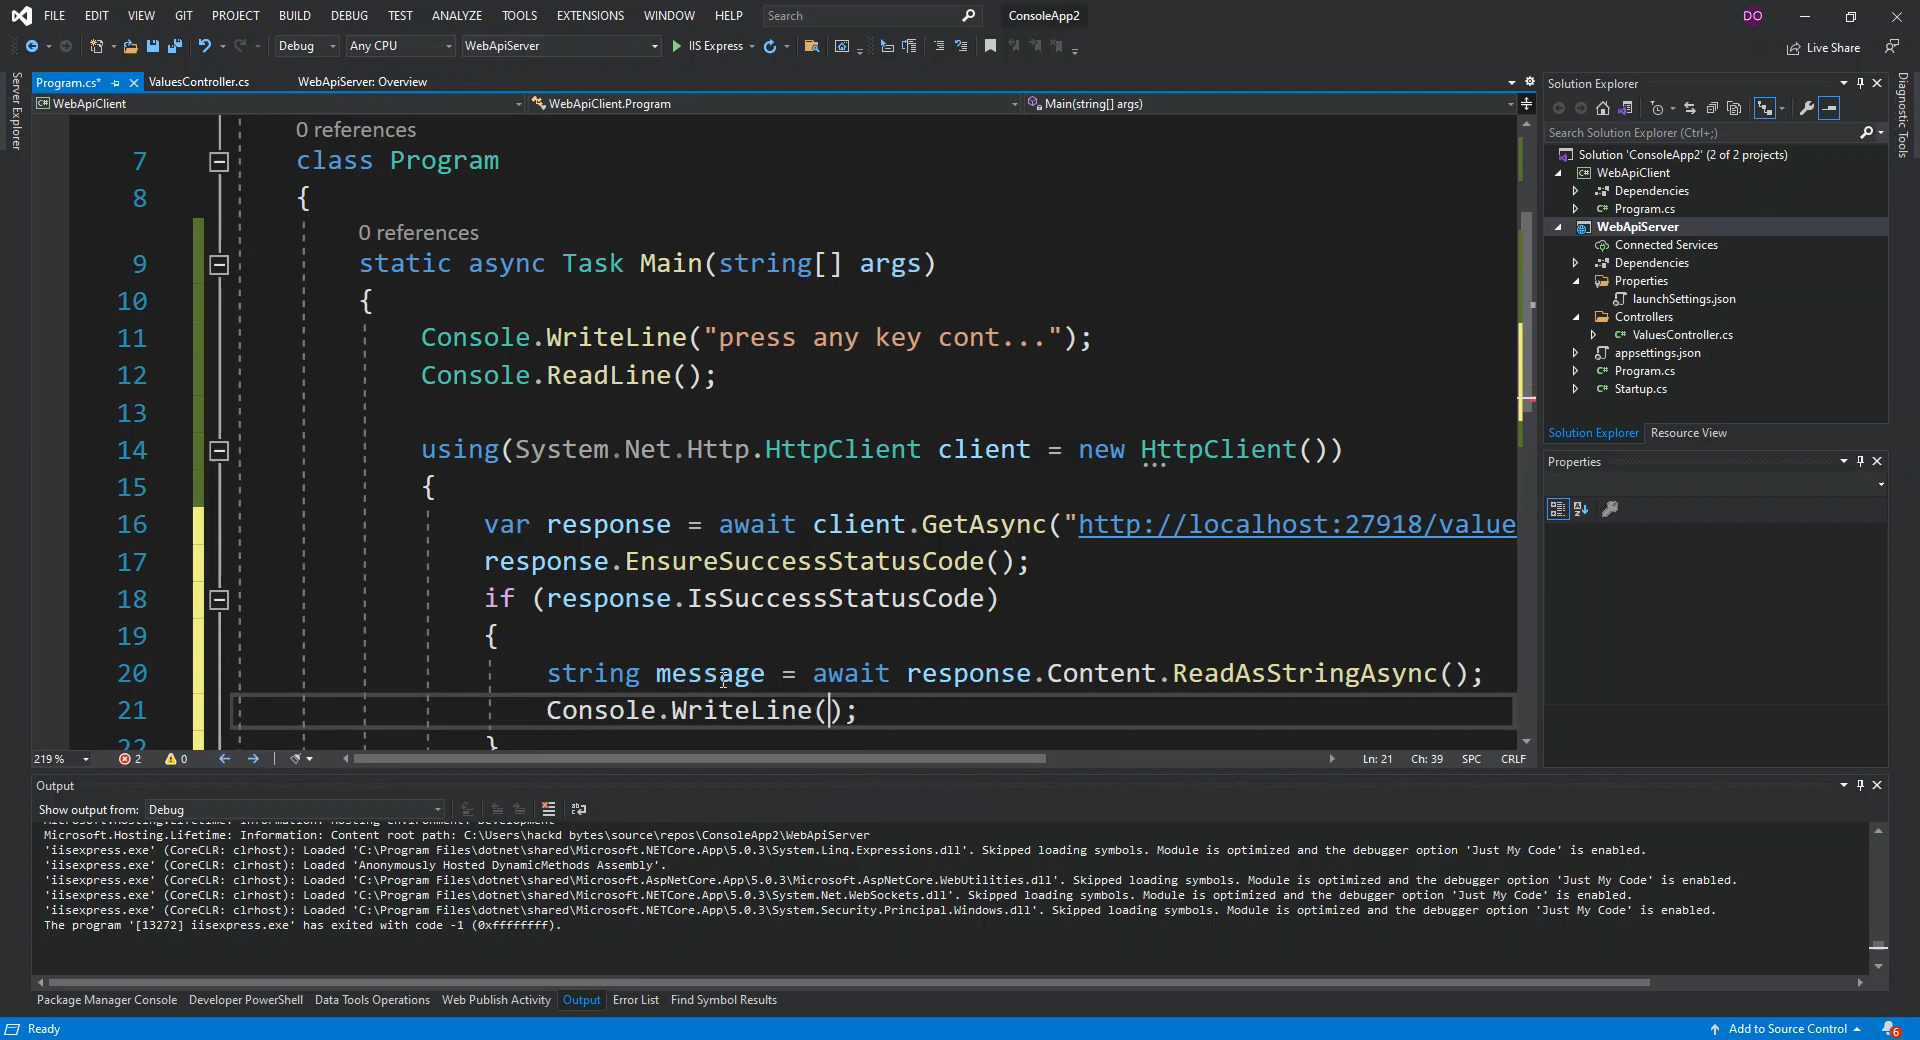 FILE EDIT VIEW GIT PROJECT BUILD DEBUG TEST ANALYZE TOOLS EXTENSIONS WINDOW HELP Search ConsoleApp2 DO
Debug Any CPU WebApiServer IIS Express Live Share
Server Explorer
Program.cs* ValuesController.cs WebApiServer: Overview
WebApiClient WebApiClient.Program Main(string[] args)
0 references
7 class Program
8 {
0 references
9 static async Task Main(string[] args)
10 {
11 Console.WriteLine("press any key cont...");
12 Console.ReadLine();
13
14 using(System.Net.Http.HttpClient client = new HttpClient())
15 {
16 var response = await client.GetAsync("http://localhost:27918/value
17 response.EnsureSuccessStatusCode();
18 if (response.IsSuccessStatusCode)
19 {
20 string message = await response.Content.ReadAsStringAsync();
21 Console.WriteLine();
22 }
219 % 2 0 Ln: 21 Ch: 39 SPC CRLF
Solution Explorer
Search Solution Explorer (Ctrl+;)
Solution 'ConsoleApp2' (2 of 2 projects)
WebApiClient
Dependencies
C# Program.cs
WebApiServer
Connected Services
Dependencies
Properties
launchSettings.json
Controllers
C# ValuesController.cs
appsettings.json
C# Program.cs
C# Startup.cs
Solution Explorer Resource View
Properties
Diagnostic Tools
Output
Show output from: Debug
Microsoft.Hosting.Lifetime: Information: Hosting environment: Development
Microsoft.Hosting.Lifetime: Information: Content root path: C:\Users\hackd bytes\source\repos\ConsoleApp2\WebApiServer
'iisexpress.exe' (CoreCLR: clrhost): Loaded 'C:\Program Files\dotnet\shared\Microsoft.NETCore.App\5.0.3\System.Linq.Expressions.dll'. Skipped loading symbols. Module is optimized and the debugger option 'Just My Code' is enabled.
'iisexpress.exe' (CoreCLR: clrhost): Loaded 'Anonymously Hosted DynamicMethods Assembly'.
'iisexpress.exe' (CoreCLR: clrhost): Loaded 'C:\Program Files\dotnet\shared\Microsoft.AspNetCore.App\5.0.3\Microsoft.AspNetCore.WebUtilities.dll'. Skipped loading symbols. Module is optimized and the debugger option 'Just My Code' is enabled.
'iisexpress.exe' (CoreCLR: clrhost): Loaded 'C:\Program Files\dotnet\shared\Microsoft.NETCore.App\5.0.3\System.Net.WebSockets.dll'. Skipped loading symbols. Module is optimized and the debugger option 'Just My Code' is enabled.
'iisexpress.exe' (CoreCLR: clrhost): Loaded 'C:\Program Files\dotnet\shared\Microsoft.NETCore.App\5.0.3\System.Security.Principal.Windows.dll'. Skipped loading symbols. Module is optimized and the debugger option 'Just My Code' is enabled.
The program '[13272] iisexpress.exe' has exited with code -1 (0xffffffff).
Package Manager Console Developer PowerShell Data Tools Operations Web Publish Activity Output Error List Find Symbol Results
Ready Add to Source Control 6